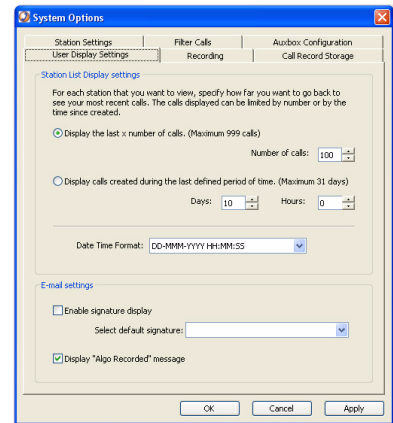 System Options
Station Settings
Filter Calls
Auxbox Configuration
User Display Settings
Recording
Call Record Storage
Station List Display settings
For each station that you want to view, specify how far you want to go back to
see your most recent calls. The calls displayed can be limited by number or by the
time since created.
Display the last x number of calls. (Maximum 999 calls)
Number of calls: 100
Display calls created during the last defined period of time. (Maximum 31 days)
Days: 10 Hours: 0
Date Time Format: DD-MMM-YYYY HH:MM:SS
E-mail settings
Enable signature display
Select default signature:
Display "Algo Recorded" message
OK Cancel Apply